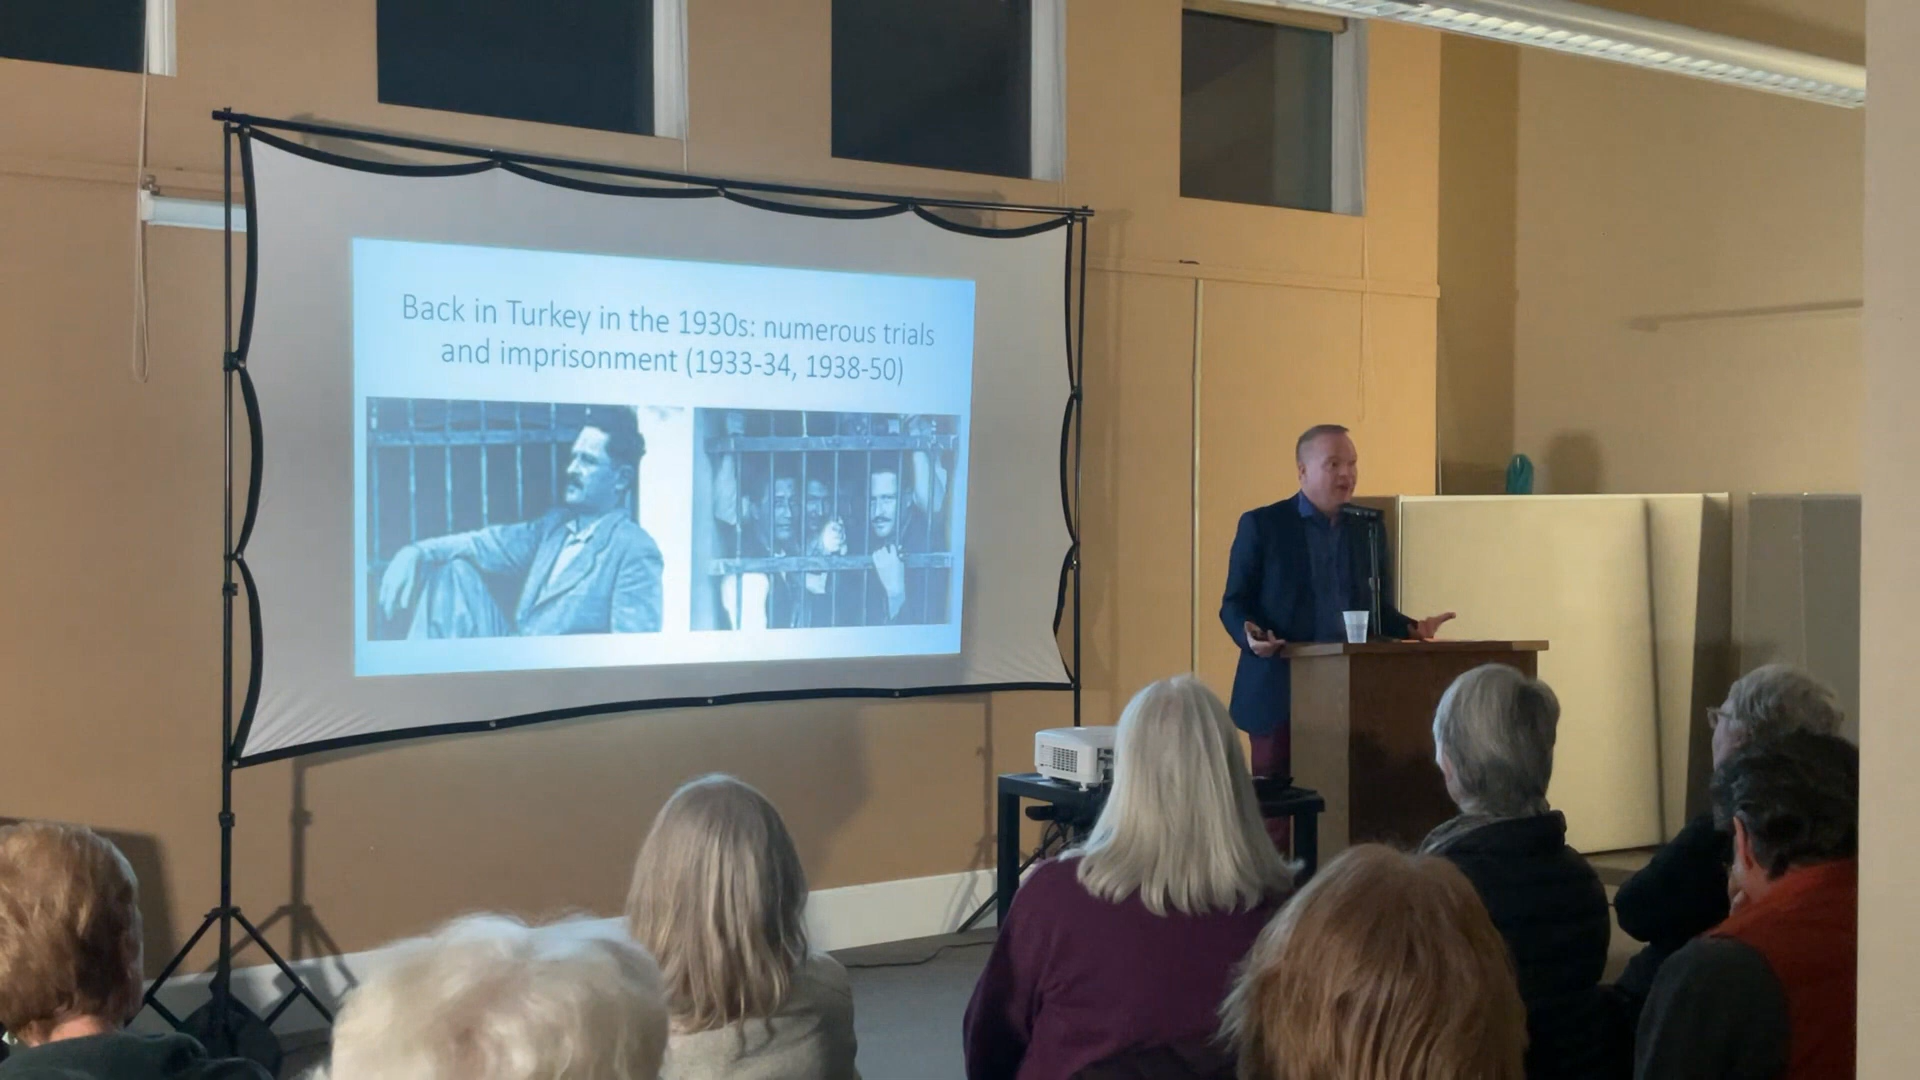 Back in Turkey in the 1930s: numerous trials
and imprisonment (1933-34, 1938-50)